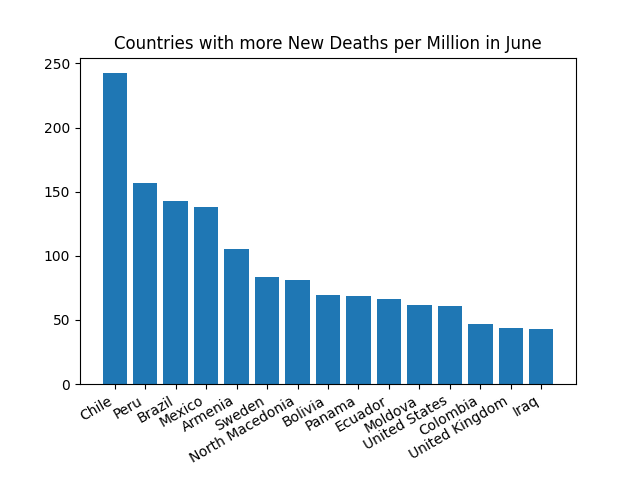 Countries with more New Deaths per Million in June
250
200
150
100
50
0
Chile
Peru
Brazil
Mexico
Armenia
Sweden
North Macedonia
Bolivia
Panama
Ecuador
Moldova
United States
Colombia
United Kingdom
Iraq